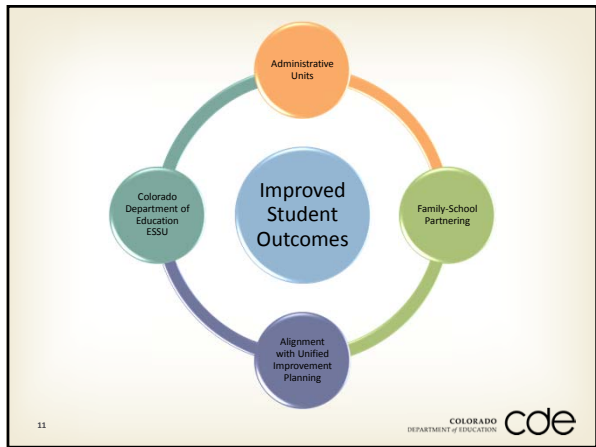 Administrative
Units
Colorado
Department of
Education
ESSU
Improved
Student
Outcomes
Family-School
Partnering
Alignment
with Unified
Improvement
Planning
11
COLORADO
DEPARTMENT of EDUCATION
cde